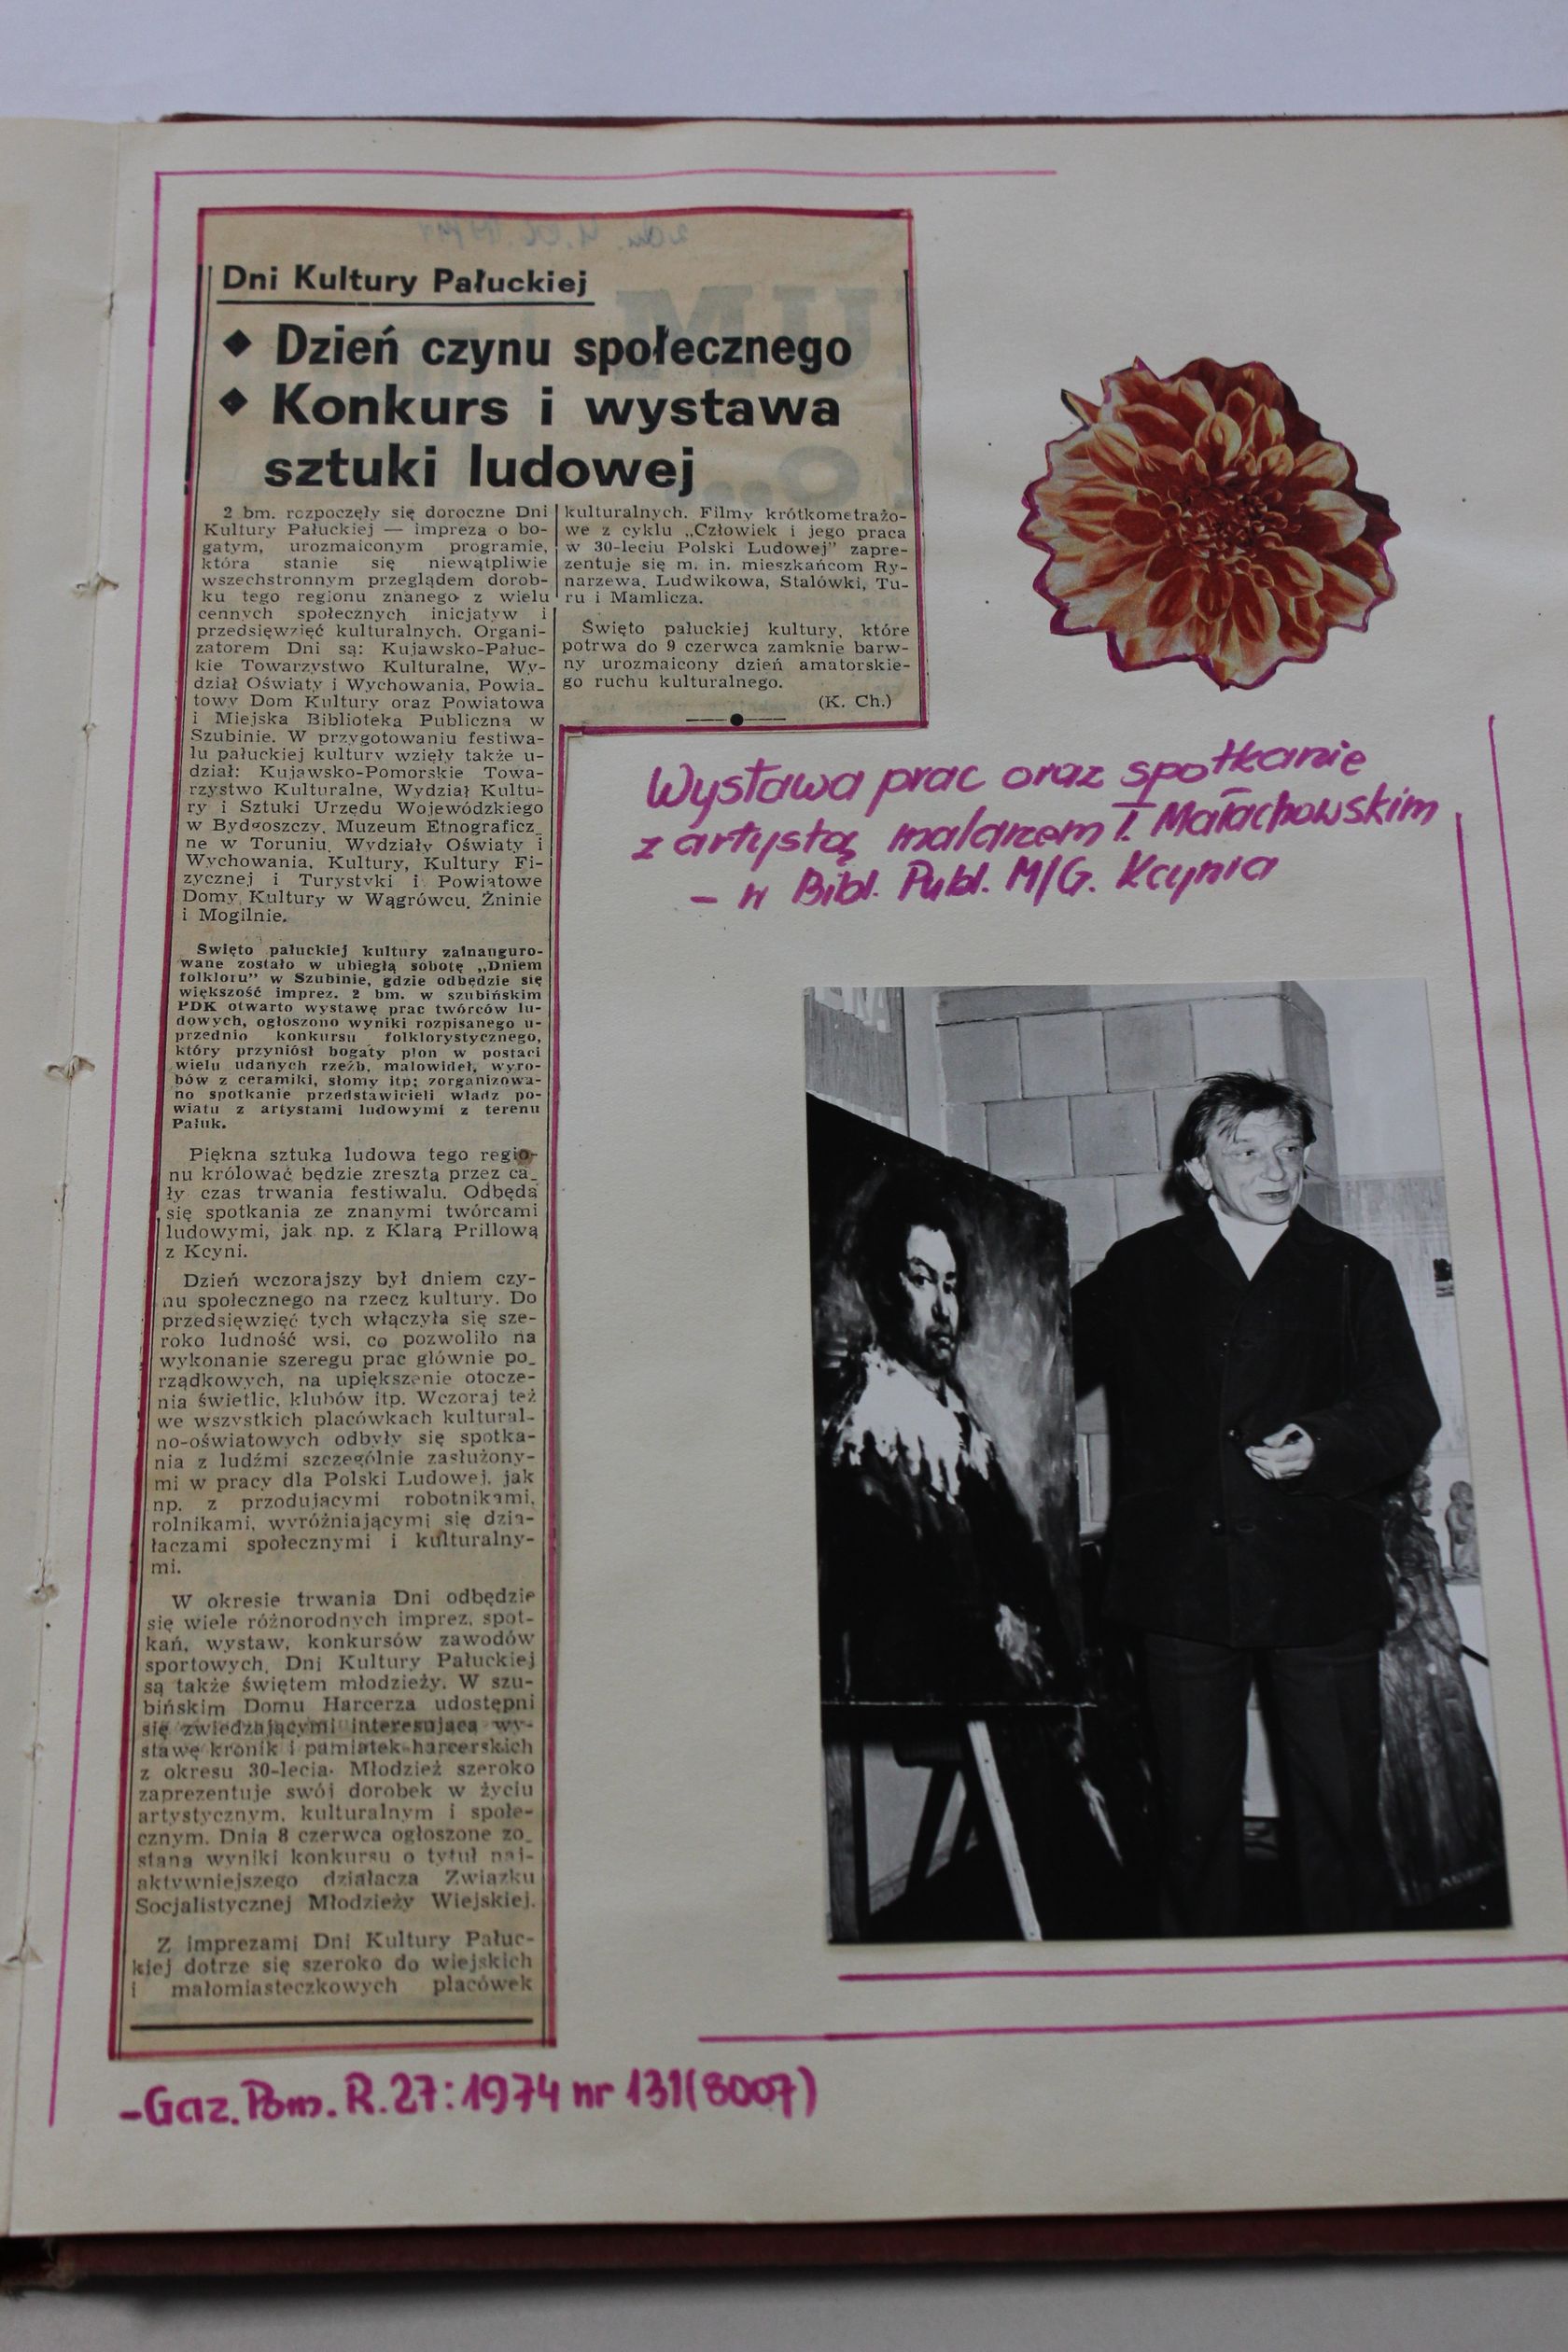 Dni Kultury Pałuckiej
◆ Dzień czynu społecznego
◆ Konkurs i wystawa
sztuki ludowej
2 bm. rozpoczęły się doroczne Dni
Kultury Pałuckiej — impreza o bo-
gatym, urozmaiconym programie,
która stanie się niewątpliwie
wszechstronnym przeglądem dorob-
ku tego regionu znanego z wielu
cennych społecznych inicjatyw i
przedsięwzięć kulturalnych. Organi-
zatorem Dni są: Kujawsko-Pałuc-
kie Towarzystwo Kulturalne, Wy-
dział Oświaty i Wychowania, Powia-
towy Dom Kultury oraz Powiatowa
i Miejska Biblioteka Publiczna w
Szubinie. W przygotowaniu festiwa-
lu pałuckiej kultury wzięły także u-
dział: Kujawsko-Pomorskie Towa-
rzystwo Kulturalne, Wydział Kultu-
ry i Sztuki Urzędu Wojewódzkiego
w Bydgoszczy, Muzeum Etnograficz-
ne w Toruniu, Wydziały Oświaty i
Wychowania, Kultury, Kultury Fi-
zycznej i Turystyki i Powiatowe
Domy Kultury w Wągrówcu, Żninie
i Mogilnie.
Swięto pałuckiej kultury zainauguro-
wane zostało w ubiegłą sobotę „Dniem
folkloru” w Szubinie, gdzie odbędzie się
większość imprez. 2 bm. w szubińskim
PDK otwarto wystawę prac twórców lu-
dowych, ogłoszono wyniki rozpisanego u-
przednio konkursu folklorystycznego,
który przyniósł bogaty plon w postaci
wielu udanych rzeźb, malowideł, wyro-
bów z ceramiki, słomy itp; zorganizowa-
no spotkanie przedstawicieli władz po-
wiatu z artystami ludowymi z terenu
Pałuk.
Piękna sztuka ludowa tego regio-
nu królować będzie zresztą przez ca-
ły czas trwania festiwalu. Odbędą
się spotkania ze znanymi twórcami
ludowymi, jak np. z Klarą Prillową
z Kcyni.
Dzień wczorajszy był dniem czy-
nu społecznego na rzecz kultury. Do
przedsięwzięć tych włączyła się sze-
roko ludność wsi, co pozwoliło na
wykonanie szeregu prac głównie po-
rządkowych, na upiększenie otocze-
nia świetlic, klubów itp. Wczoraj też
we wszystkich placówkach kultural-
no-oświatowych odbyły się spotka-
nia z ludźmi szczególnie zasłużony-
mi w pracy dla Polski Ludowej, jak
np. z przodującymi robotnikami,
rolnikami, wyróżniającymi się dzia-
łaczami społecznymi i kulturalny-
mi.
W okresie trwania Dni odbędzie
się wiele różnorodnych imprez, spot-
kań, wystaw, konkursów zawodów
sportowych. Dni Kultury Pałuckiej
są także świętem młodzieży. W szu-
bińskim Domu Harcerza udostępni
się zwiedzającymi interesującą wy-
stawę kronik i pamiątek harcerskich
z okresu 30-lecia. Młodzież szeroko
zaprezentuje swój dorobek w życiu
artystycznym, kulturalnym i społe-
cznym. Dnia 8 czerwca ogłoszone zo-
staną wyniki konkursu o tytuł naj-
aktywniejszego działacza Związku
Socjalistycznej Młodzieży Wiejskiej.
Z imprezami Dni Kultury Pałuc-
kiej dotrze się szeroko do wiejskich
i małomiasteczkowych placówek
kulturalnych. Filmy krótkometrażo-
we z cyklu „Człowiek i jego praca
w 30-leciu Polski Ludowej” zapre-
zentuje się m. in. mieszkańcom Ry-
narzewa, Ludwikowa, Stalówki, Tu-
ru i Mamlicza.
Święto pałuckiej kultury, które
potrwa do 9 czerwca zamknie barw-
ny urozmaicony dzień amatorskie-
go ruchu kulturalnego.
(K. Ch.)
Wystawa prac oraz spotkanie
z artystą malarzem I. Małachowskim
– w Bibl. Publ. M/G. Kcynia
–Gaz. Pom. R. 27:1974 nr 131(8007)